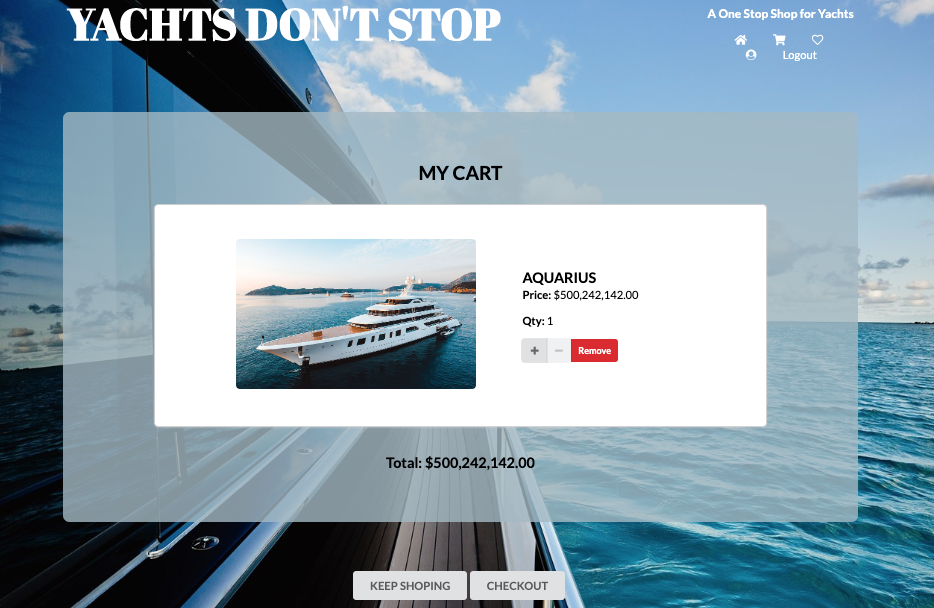 YACHTS DON'T STOP
A One Stop Shop for Yachts
Logout
MY CART
AQUARIUS
Price: $500,242,142.00
Qty: 1
+ − Remove
Total: $500,242,142.00
KEEP SHOPING CHECKOUT